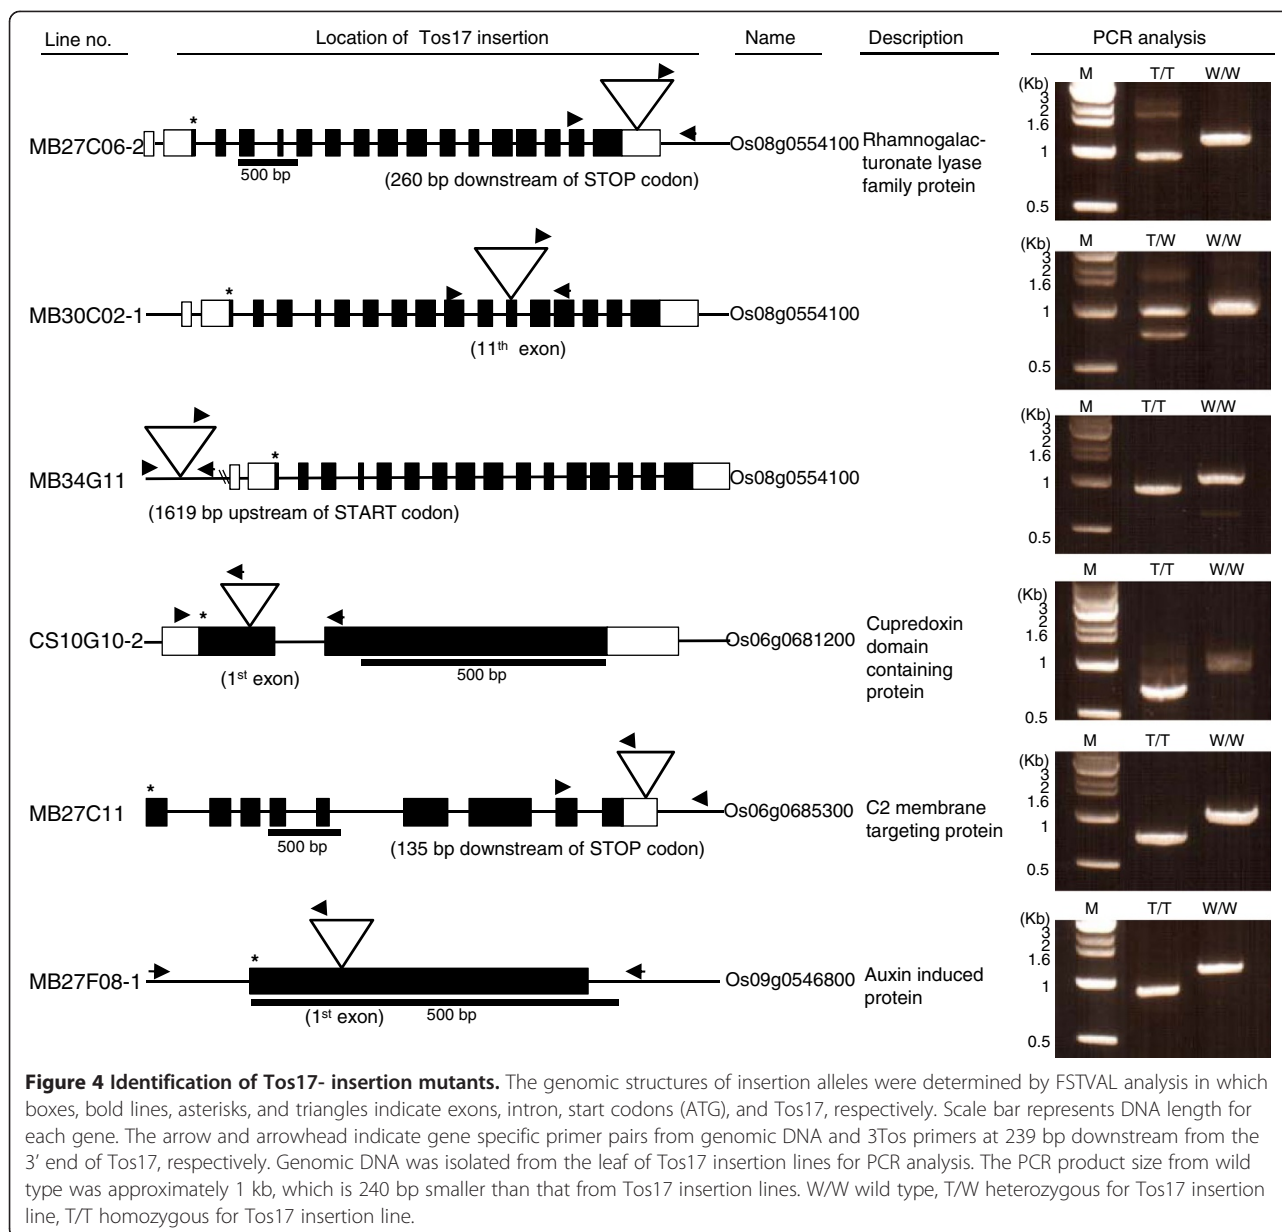 Line no.
Location of Tos17 insertion
Name
Description
PCR analysis
MB27C06-2
*
500 bp
(260 bp downstream of STOP codon)
Os08g0554100
Rhamnogalac-
turonate lyase
family protein
M T/T W/W
(Kb)
3
2
1.6
1
0.5
MB30C02-1
*
(11th exon)
Os08g0554100
M T/W W/W
(Kb)
3
2
1.6
1
0.5
MB34G11
*
(1619 bp upstream of START codon)
Os08g0554100
M T/T W/W
(Kb)
3
2
1.6
1
0.5
CS10G10-2
*
(1st exon)
500 bp
Os06g0681200
Cupredoxin
domain
containing
protein
M T/T W/W
(Kb)
3
2
1.6
1
0.5
MB27C11
*
500 bp
(135 bp downstream of STOP codon)
Os06g0685300
C2 membrane
targeting protein
M T/T W/W
(Kb)
3
2
1.6
1
0.5
MB27F08-1
*
(1st exon)
500 bp
Os09g0546800
Auxin induced
protein
M T/T W/W
(Kb)
3
2
1.6
1
0.5
Figure 4 Identification of Tos17- insertion mutants. The genomic structures of insertion alleles were determined by FSTVAL analysis in which
boxes, bold lines, asterisks, and triangles indicate exons, intron, start codons (ATG), and Tos17, respectively. Scale bar represents DNA length for
each gene. The arrow and arrowhead indicate gene specific primer pairs from genomic DNA and 3Tos primers at 239 bp downstream from the
3' end of Tos17, respectively. Genomic DNA was isolated from the leaf of Tos17 insertion lines for PCR analysis. The PCR product size from wild
type was approximately 1 kb, which is 240 bp smaller than that from Tos17 insertion lines. W/W wild type, T/W heterozygous for Tos17 insertion
line, T/T homozygous for Tos17 insertion line.